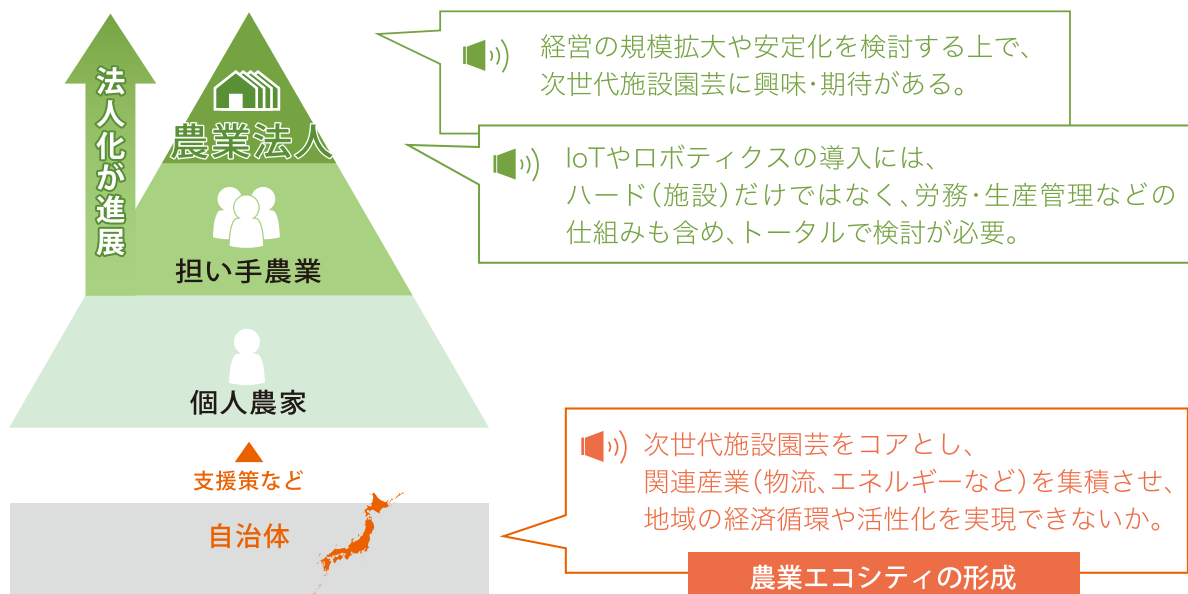 法人化が進展
農業法人
担い手農業
個人農家
支援策など
自治体
経営の規模拡大や安定化を検討する上で、
次世代施設園芸に興味・期待がある。
IoTやロボティクスの導入には、
ハード（施設）だけではなく、労務・生産管理などの
仕組みも含め、トータルで検討が必要。
次世代施設園芸をコアとし、
関連産業（物流、エネルギーなど）を集積させ、
地域の経済循環や活性化を実現できないか。
農業エコシティの形成